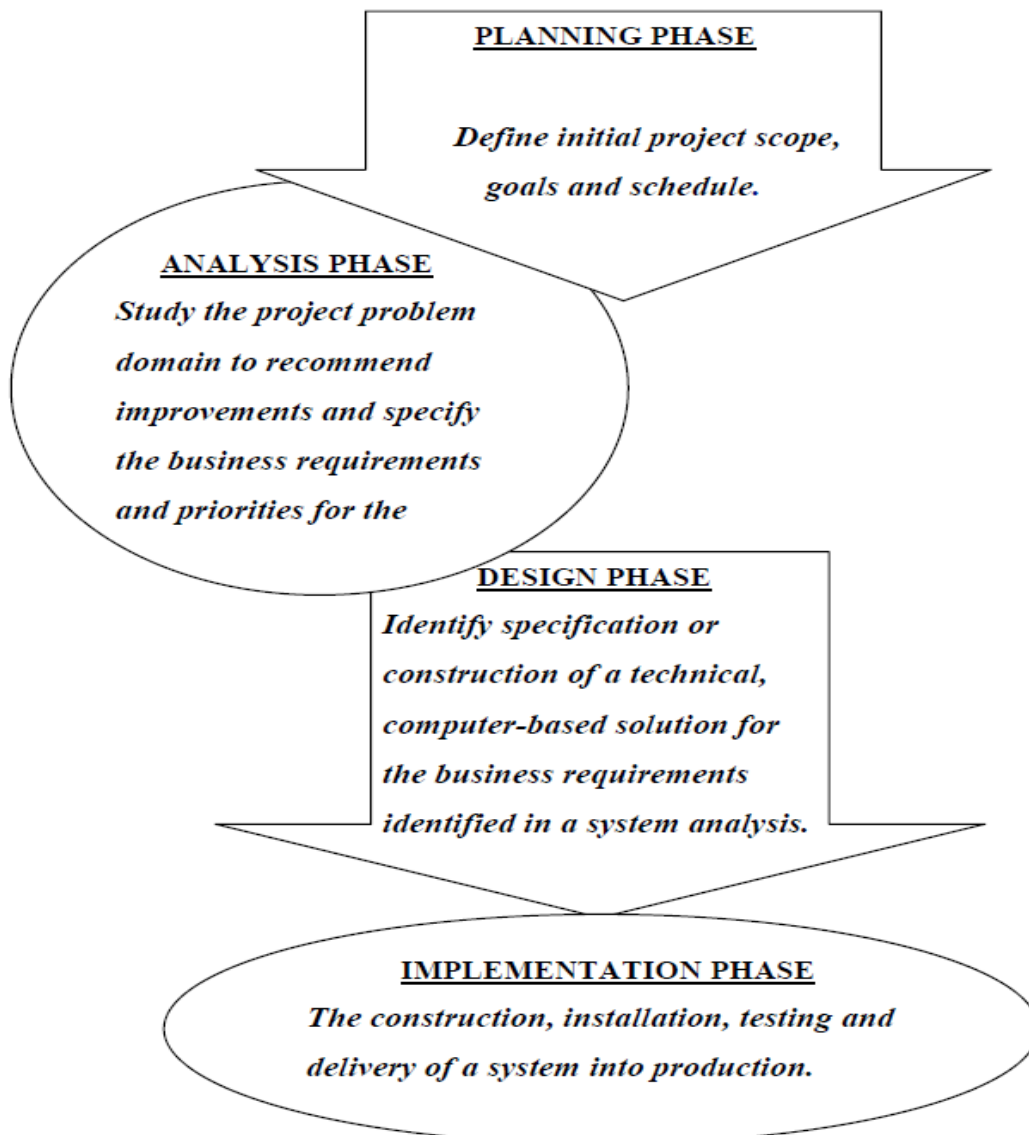 PLANNING PHASE
Define initial project scope,
goals and schedule.
ANALYSIS PHASE
Study the project problem
domain to recommend
improvements and specify
the business requirements
and priorities for the
DESIGN PHASE
Identify specification or
construction of a technical,
computer-based solution for
the business requirements
identified in a system analysis.
IMPLEMENTATION PHASE
The construction, installation, testing and
delivery of a system into production.